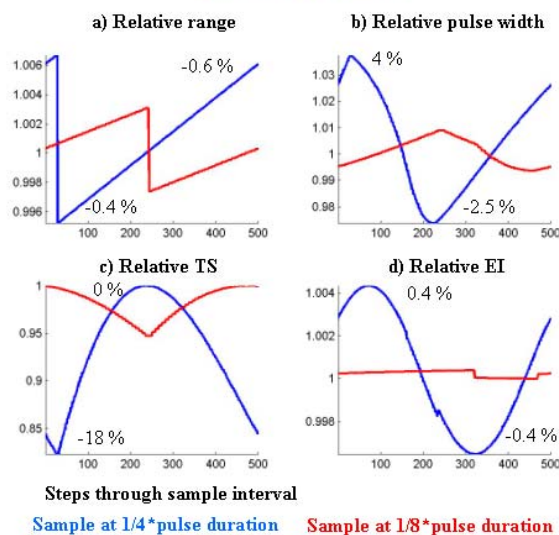 a) Relative range
b) Relative pulse width
1.006
1.004
1.002
1
0.998
0.996
-0.6 %
-0.4 %
100 200 300 400 500
1.03
1.02
1.01
1
0.99
0.98
4 %
-2.5 %
100 200 300 400 500
c) Relative TS
d) Relative EI
1
0.95
0.9
0.85
0 %
-18 %
100 200 300 400 500
1.004
1.002
1
0.998
0.4 %
-0.4 %
100 200 300 400 500
Steps through sample interval
Sample at 1/4*pulse duration
Sample at 1/8*pulse duration